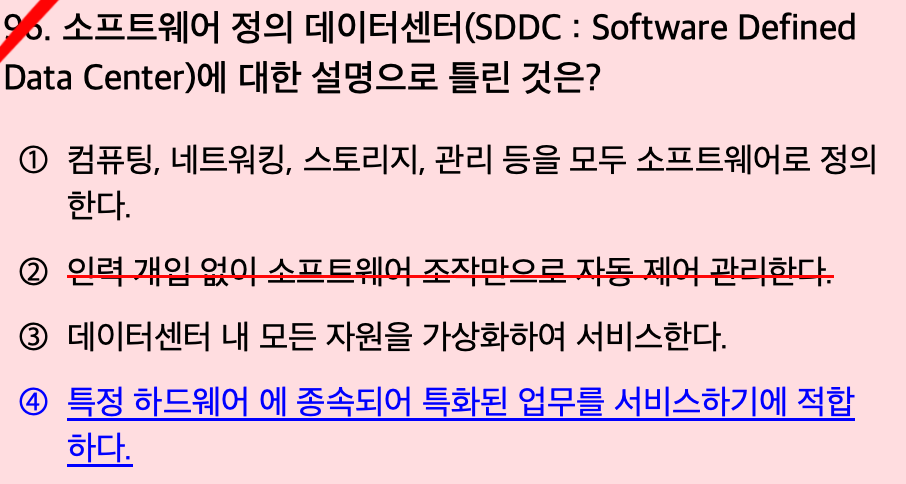 96. 소프트웨어 정의 데이터센터(SDDC : Software Defined
Data Center)에 대한 설명으로 틀린 것은?
① 컴퓨팅, 네트워킹, 스토리지, 관리 등을 모두 소프트웨어로 정의
한다.
② 인력 개입 없이 소프트웨어 조작만으로 자동 제어 관리한다.
③ 데이터센터 내 모든 자원을 가상화하여 서비스한다.
④ 특정 하드웨어 에 종속되어 특화된 업무를 서비스하기에 적합
하다.